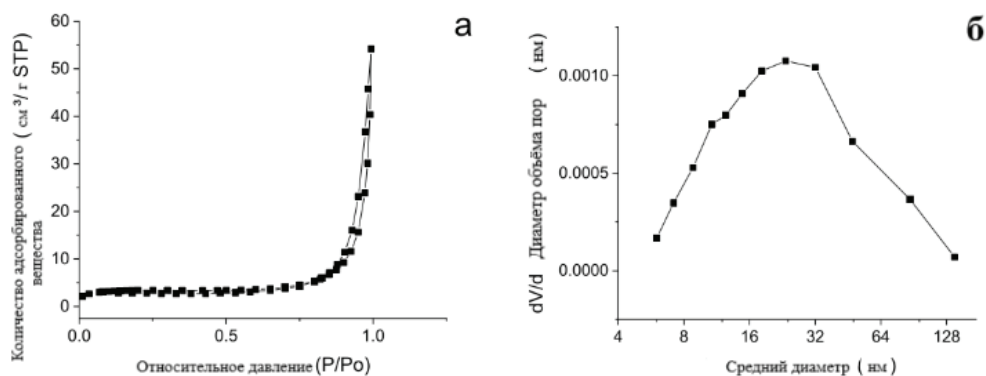 а
Количество адсорбированного ( см³/ г STP)
вещества
60
50
40
30
20
10
0
0.0
0.5
1.0
Относительное давление (P/Po)
б
dV/d Диаметр объёма пор ( нм)
0.0010
0.0005
0.0000
4
8
16
32
64
128
Средний диаметр ( нм)